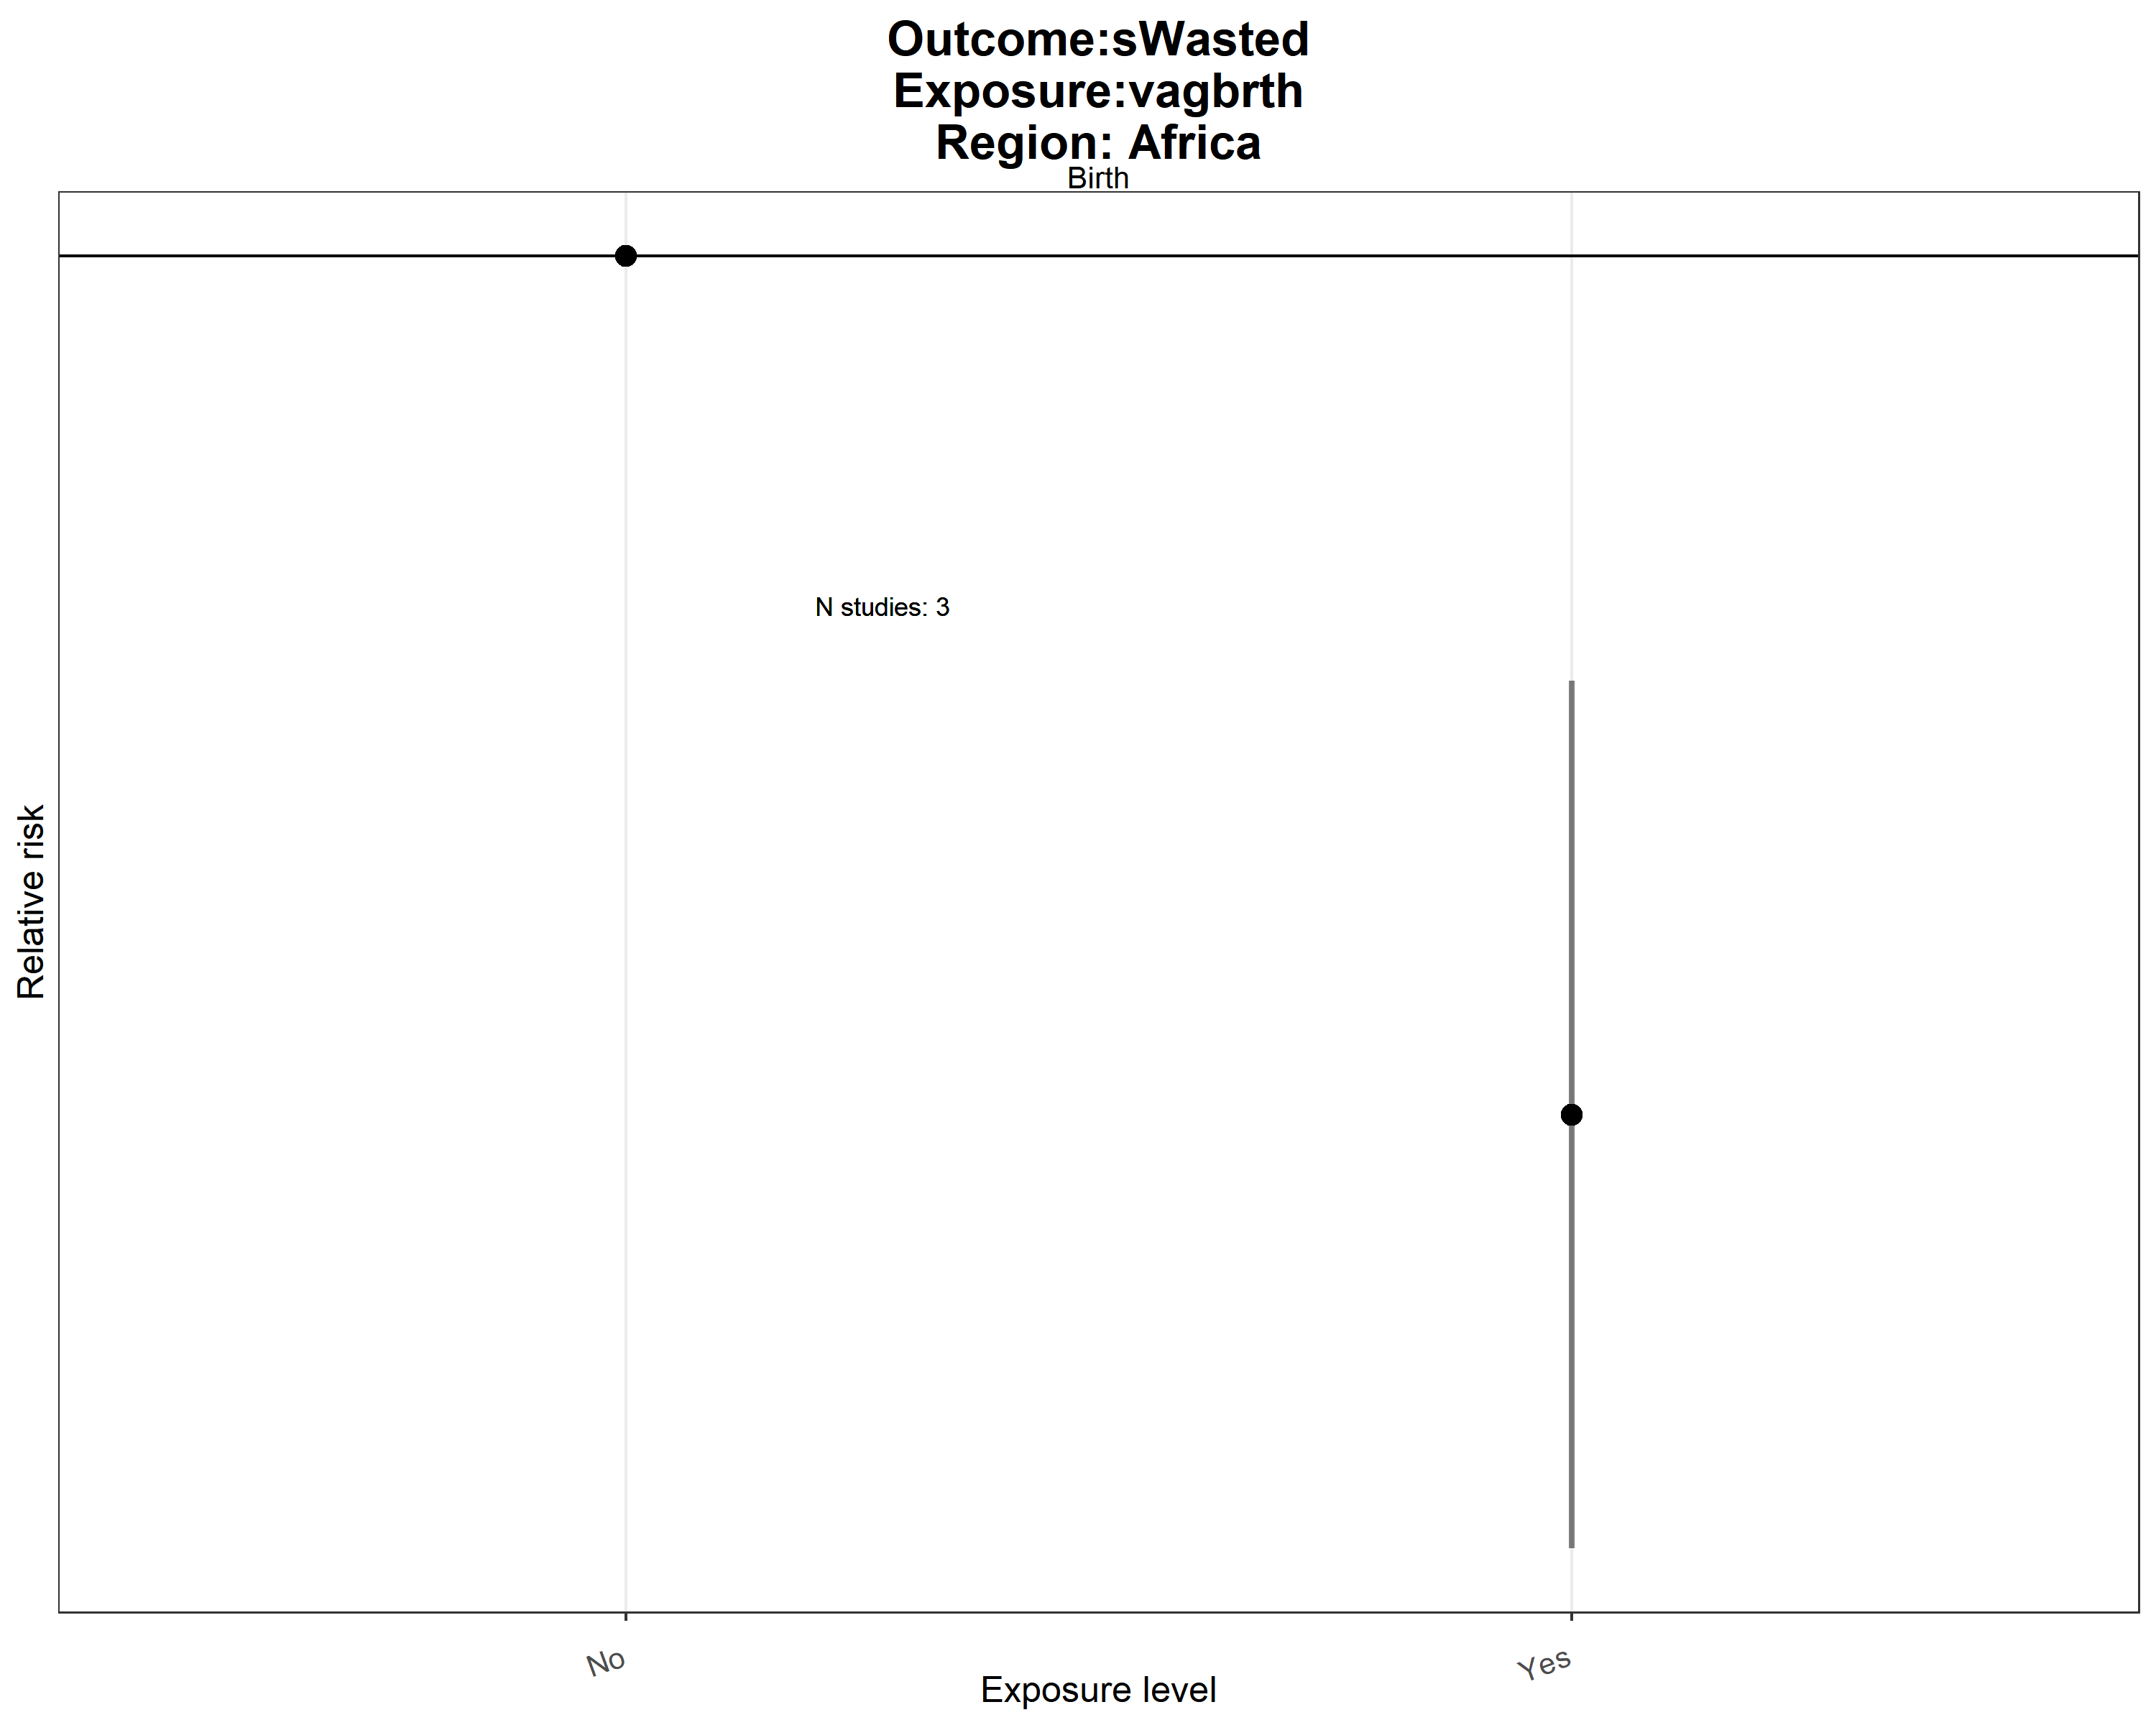 Outcome:sWasted
Exposure:vagbrth
Region: Africa
Birth
N studies: 3
Relative risk
No
Yes
Exposure level